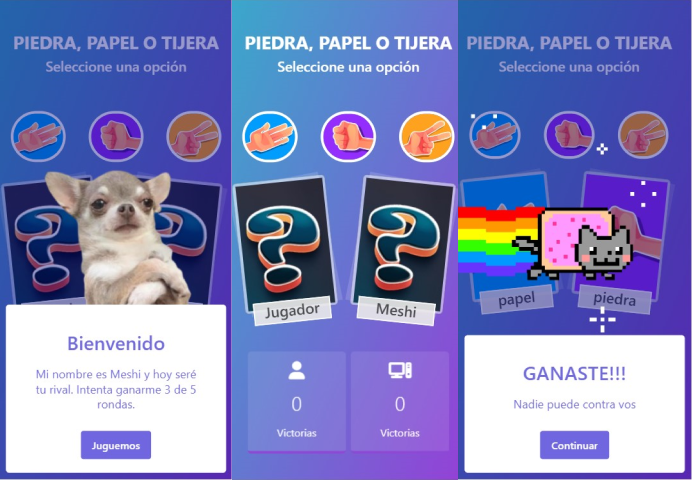 PIEDRA, PAPEL O TIJERA
Seleccione una opción
Bienvenido
Mi nombre es Meshi y hoy seré
tu rival. Intenta ganarme 3 de 5
rondas.
Juguemos
PIEDRA, PAPEL O TIJERA
Seleccione una opción
?
?
Jugador
Meshi
0
0
Victorias
Victorias
PIEDRA, PAPEL O TIJERA
Seleccione una opción
papel
piedra
GANASTE!!!
Nadie puede contra vos
Continuar